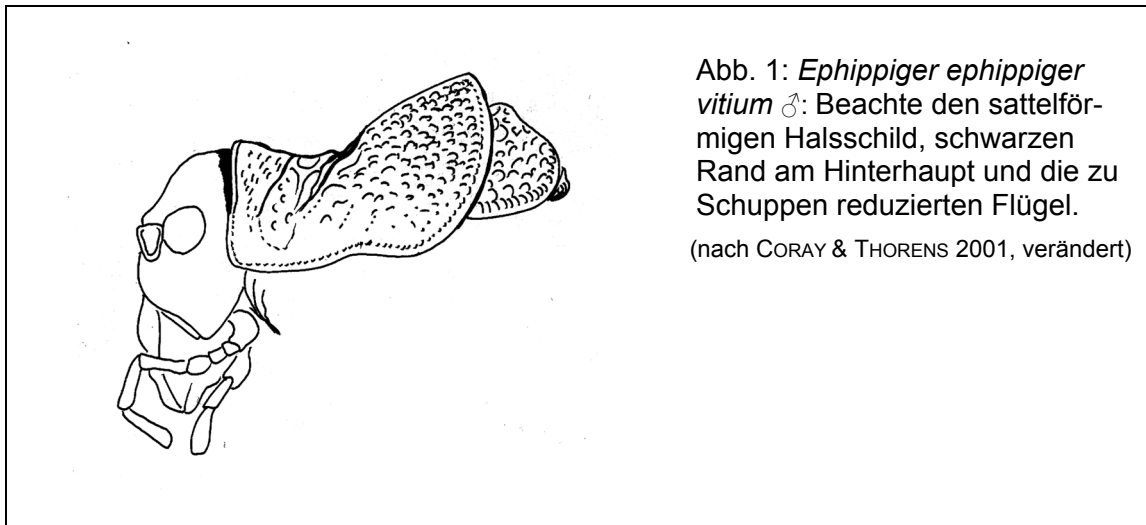 Abb. 1: Ephippiger ephippiger
vitium ♂: Beachte den sattelför-
migen Halsschild, schwarzen
Rand am Hinterhaupt und die zu
Schuppen reduzierten Flügel.
(nach CORAY & THORENS 2001, verändert)